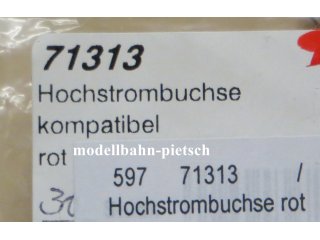 71313
Hochstrombuchse
kompatibel
rot
modellbahn-pietsch
597 71313 /
Hochstrombuchse rot